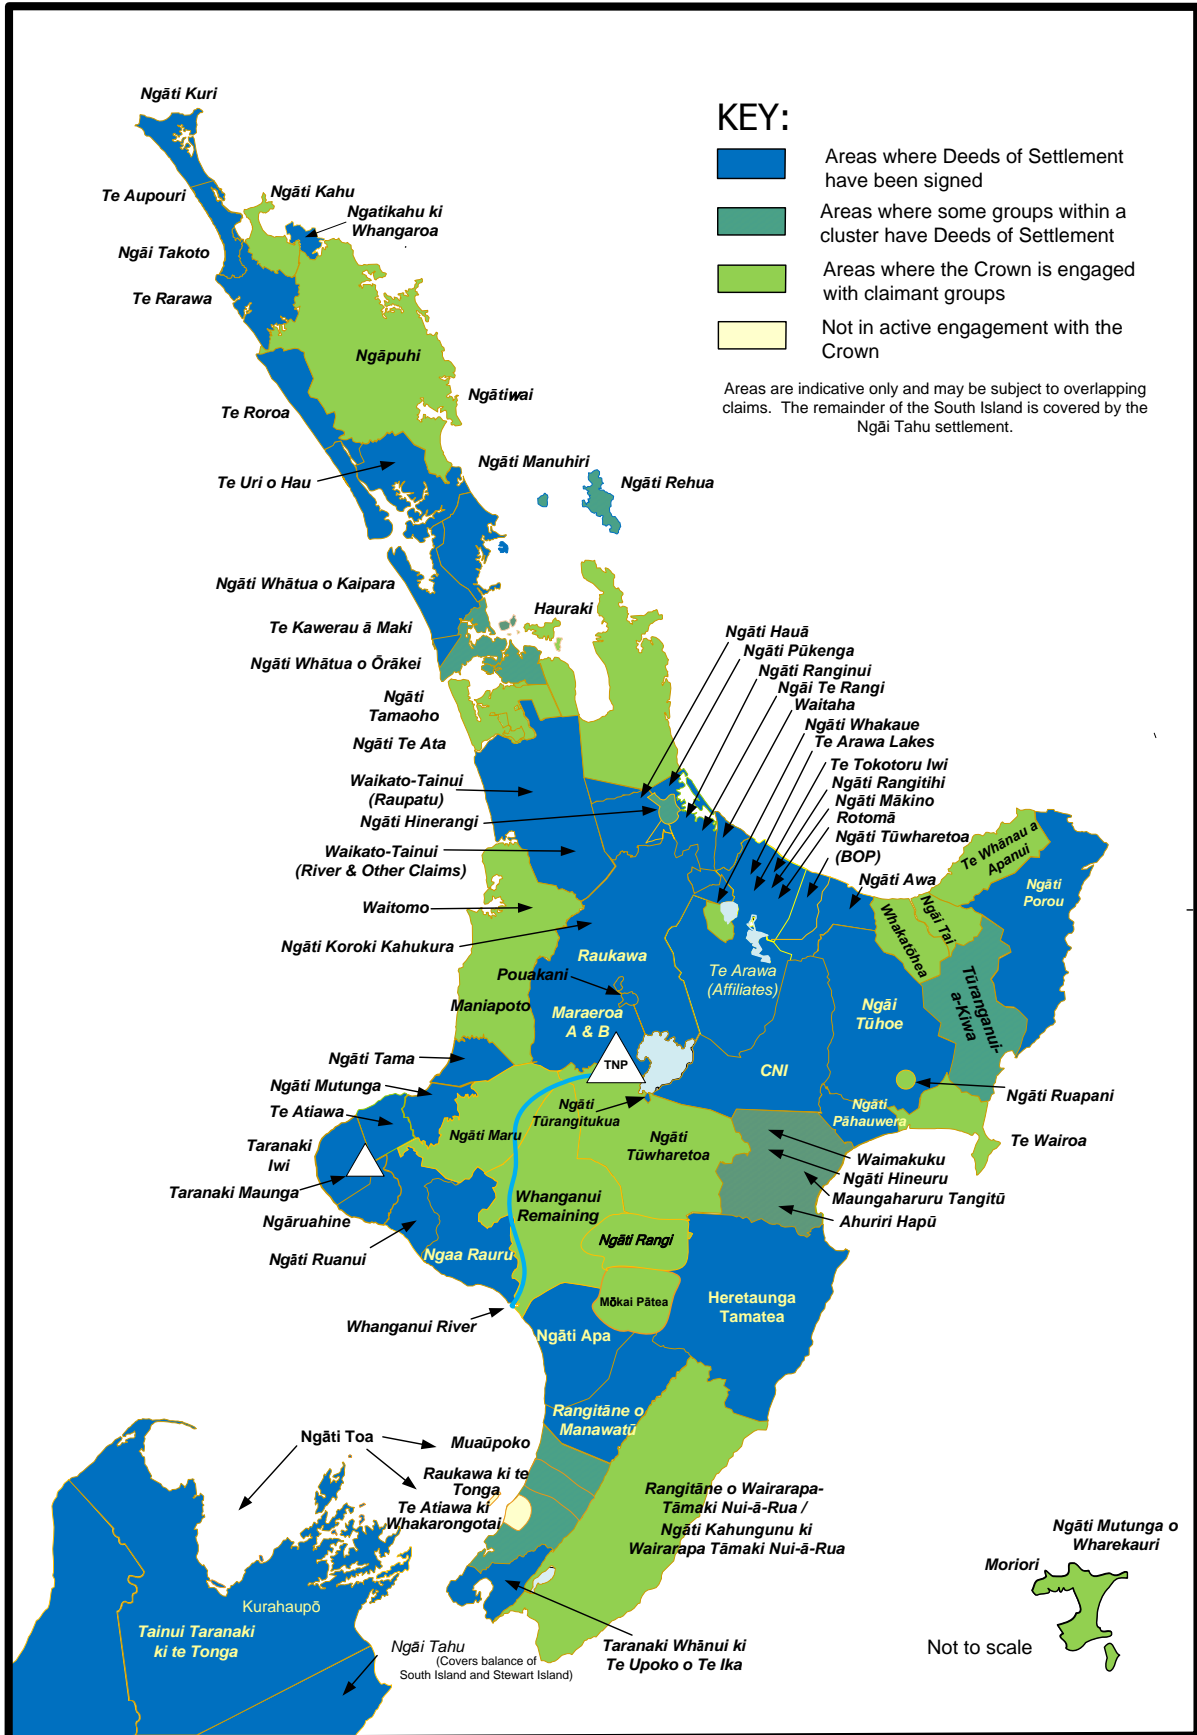 Ngāti Kuri
Te Aupouri
Ngāi Takoto
Te Rarawa
Ngāti Kahu
Ngatikahu ki
Whangaroa
Ngāpuhi
Ngātiwai
Te Roroa
Te Uri o Hau
Ngāti Manuhiri
Ngāti Rehua
Ngāti Whātua o Kaipara
Te Kawerau ā Maki
Ngāti Whātua o Ōrākei
Hauraki
Ngāti
Tamaoho
Ngāti Te Ata
KEY:
Areas where Deeds of Settlement
have been signed
Areas where some groups within a
cluster have Deeds of Settlement
Areas where the Crown is engaged
with claimant groups
Not in active engagement with the
Crown
Areas are indicative only and may be subject to overlapping
claims. The remainder of the South Island is covered by the
Ngāi Tahu settlement.
Ngāti Hauā
Ngāti Pūkenga
Ngāti Ranginui
Ngāi Te Rangi
Waitaha
Ngāti Whakaue
Te Arawa Lakes
Te Tokotoru Iwi
Ngāti Rangitihi
Ngāti Mākino
Rotomā
Ngāti Tūwharetoa
(BOP)
Ngāti Awa
Waikato-Tainui
(Raupatu)
Ngāti Hinerangi
Waikato-Tainui
(River & Other Claims)
Waitomo
Ngāti Koroki Kahukura
Pouakani
Raukawa
Maniapoto
Maraeroa
A & B
TNP
Te Arawa
(Affiliates)
CNI
Te Whānau a
Apanui
Ngāti
Porou
Ngāi Tai
Whakatōhea
Tūranganui-
a-Kiwa
Ngāi
Tūhoe
Ngāti Ruapani
Ngāti
Pāhauwera
Te Wairoa
Ngāti Tama
Ngāti Mutunga
Te Atiawa
Taranaki
Iwi
Taranaki Maunga
Ngāruahine
Ngāti Ruanui
Ngāti Maru
Ngāti
Tūrangitukua
Ngāti
Tūwharetoa
Waimakuku
Ngāti Hineuru
Maungaharuru Tangitū
Ahuriri Hapū
Whanganui
Remaining
Ngaa Rauru
Ngāti Rangi
Mōkai Pātea
Whanganui River
Heretaunga
Tamatea
Ngāti Apa
Rangitāne o
Manawatū
Ngāti Toa
Muaūpoko
Raukawa ki te
Tonga
Te Atiawa ki
Whakarongotai
Rangitāne o Wairarapa-
Tāmaki Nui-ā-Rua /
Ngāti Kahungunu ki
Wairarapa Tāmaki Nui-ā-Rua
Kurahaupō
Tainui Taranaki
ki te Tonga
Ngāi Tahu
(Covers balance of
South Island and Stewart Island)
Taranaki Whānui ki
Te Upoko o Te Ika
Ngāti Mutunga o
Wharekauri
Moriori
Not to scale